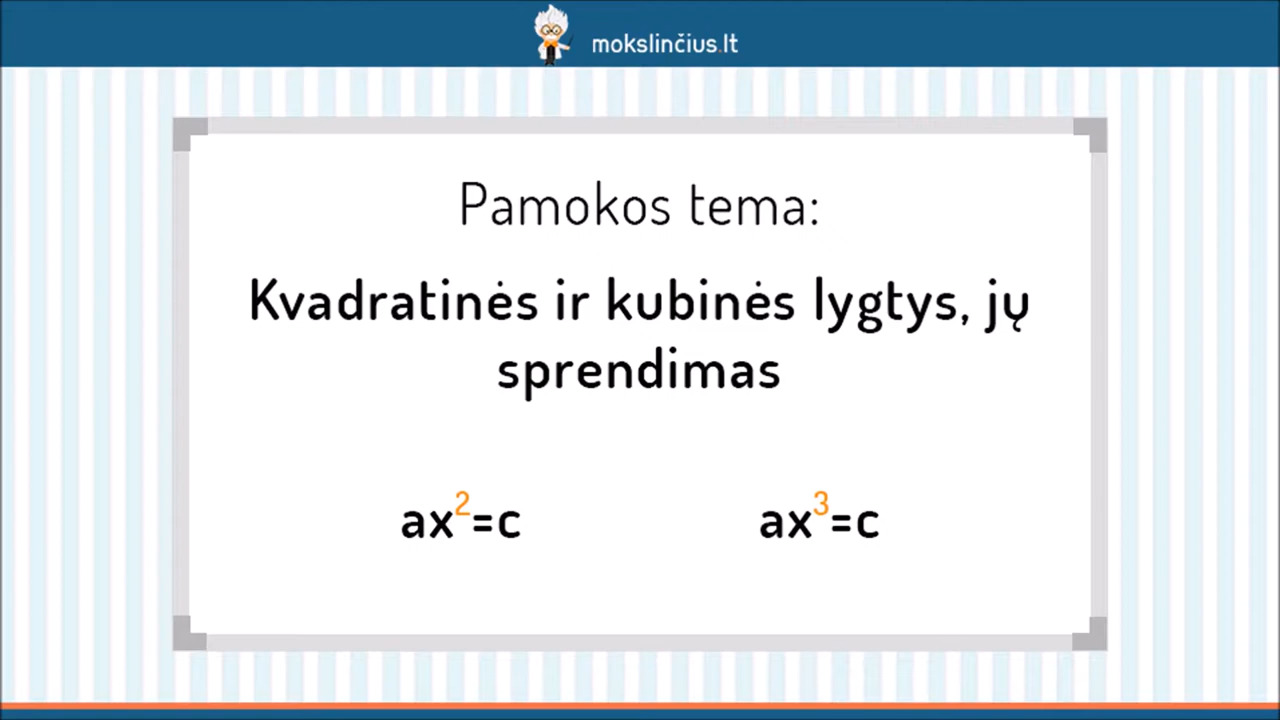 mokslinčius.lt
Pamokos tema:
Kvadratinės ir kubinės lygtys, jų
sprendimas
ax²=c ax³=c